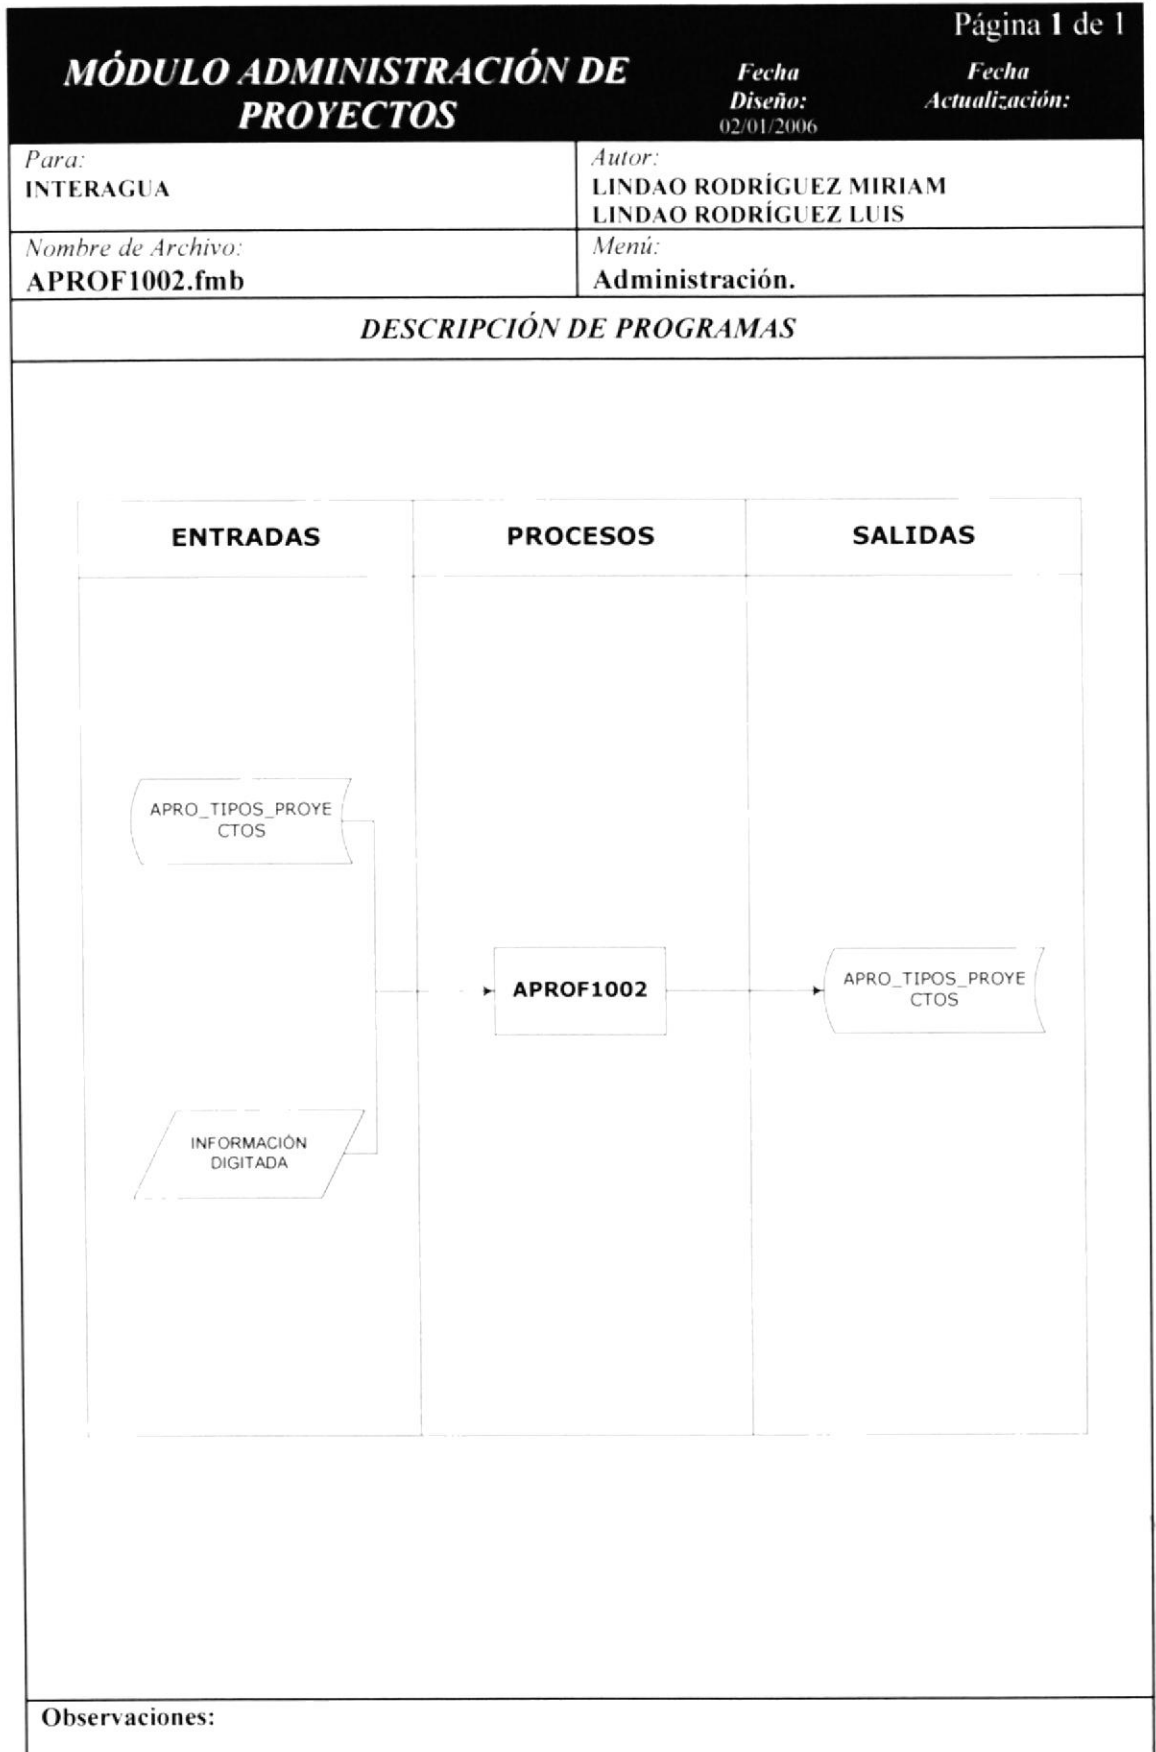 Página 1 de 1
MÓDULO ADMINISTRACIÓN DE
PROYECTOS
Fecha
Diseño:
02/01/2006
Fecha
Actualización:
Para:
INTERAGUA
Autor:
LINDAO RODRÍGUEZ MIRIAM
LINDAO RODRÍGUEZ LUIS
Nombre de Archivo:
APROF1002.fmb
Menú:
Administración.
DESCRIPCIÓN DE PROGRAMAS
ENTRADAS
PROCESOS
SALIDAS
APRO_TIPOS_PROYE
CTOS
APROF1002
APRO_TIPOS_PROYE
CTOS
INFORMACIÓN
DIGITADA
Observaciones: